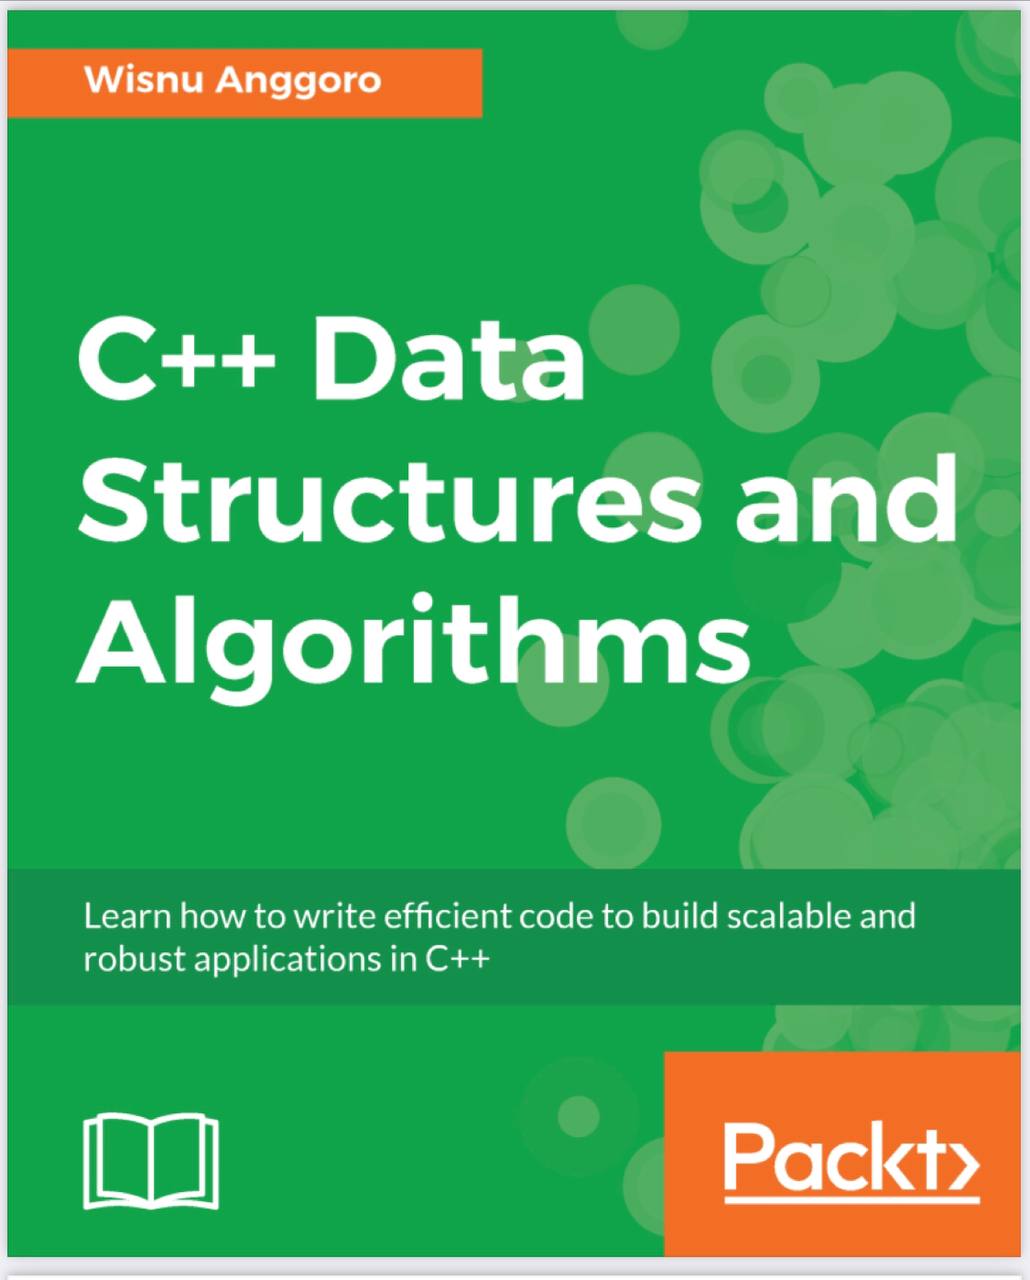 Wisnu Anggoro
C++ Data
Structures and
Algorithms
Learn how to write efficient code to build scalable and
robust applications in C++
Packt>